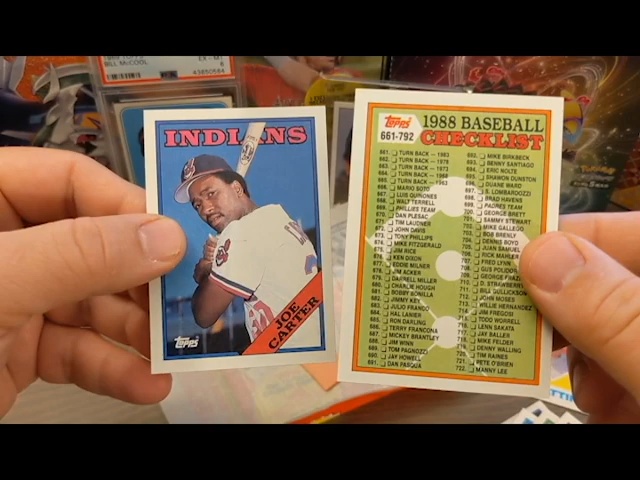 BILL McCOOL
EX-MT
6
43650564
INDIANS
JOE
CARTER
Topps
Topps
661-792
1988 BASEBALL
CHECKLIST
661. TURN BACK — 1983
662. TURN BACK — 1978
663. TURN BACK — 1973
664. TURN BACK — 1968
665. TURN BACK — 1963
666. MARIO SOTO
667. LUIS QUINONES
668. WALT TERRELL
669. PHILLIES TEAM
670. DAN PLESAC
671. TIM LAUDNER
672. JOHN DAVIS
673. TONY PHILLIPS
674. MIKE FITZGERALD
675. JIM RICE
676. KEN DIXON
677. EDDIE MILNER
678. JIM ACKER
679. DARRELL MILLER
680. CHARLIE HOUGH
681. BOBBY BONILLA
682. JIMMY KEY
683. JULIO FRANCO
684. HAL LANIER
685. RON DARLING
686. TERRY FRANCONA
687. MICKEY BRANTLEY
688. JIM WINN
689. TOM PAGNOZZI
690. JAY HOWELL
691. DAN PASQUA
692. MIKE BIRKBECK
693. BENNY SANTIAGO
694. ERIC NOLTE
695. SHAWON DUNSTON
696. DUANE WARD
697. S. LOMBARDOZZI
698. BRAD HAVENS
699. PADRES TEAM
700. GEORGE BRETT
701. SAMMY STEWART
702. MIKE GALLEGO
703. BOB BRENLY
704. DENNIS BOYD
705. JUAN SAMUEL
706. RICK MAHLER
707. FRED LYNN
708. GUS POLIDOR
709. GEORGE FRAZIER
710. D. STRAWBERRY
711. BILL GULLICKSON
712. JOHN MOSES
713. WILLIE HERNANDEZ
714. JIM FREGOSI
715. TODD WORRELL
716. LENN SAKATA
717. JAY BALLER
718. MIKE FELDER
719. DENNY WALLING
720. TIM RAINES
721. PETE O'BRIEN
722. MANNY LEE